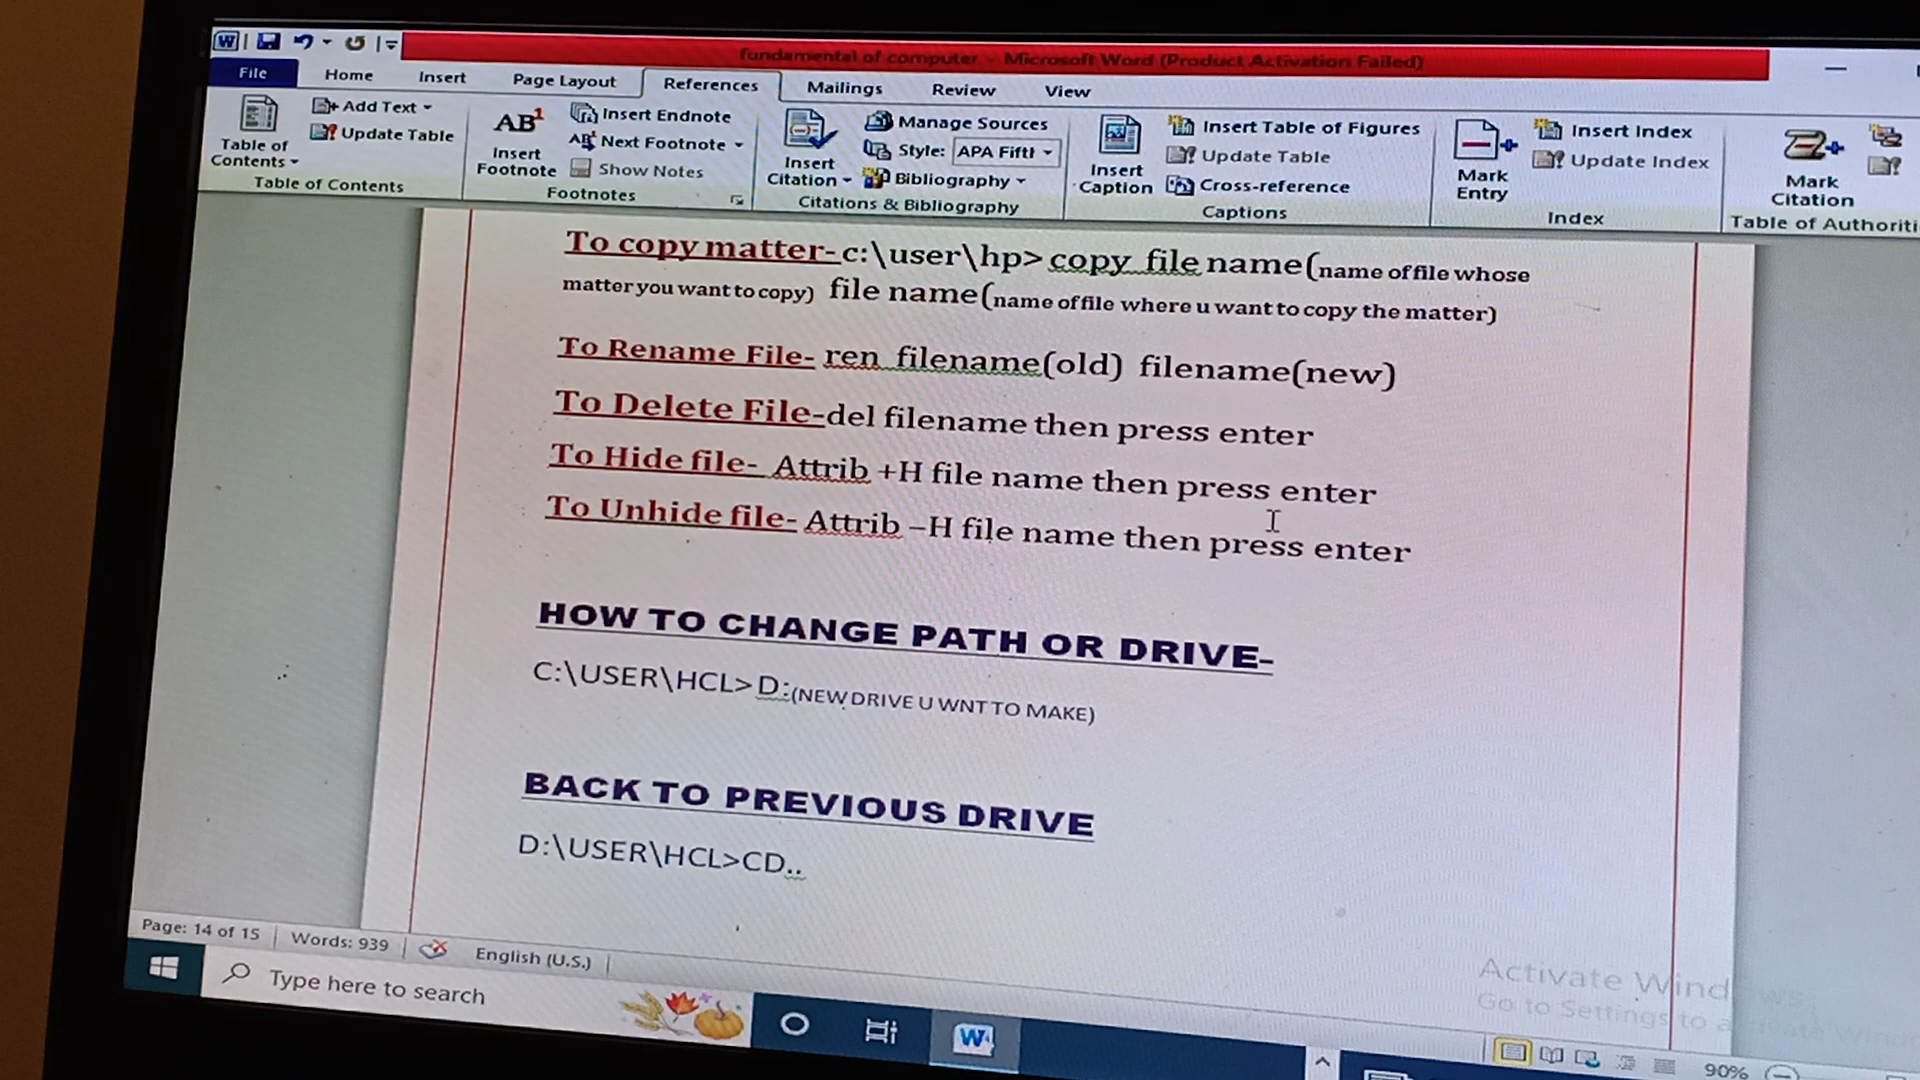 fundamental of computer - Microsoft Word (Product Activation Failed)
File Home Insert Page Layout References Mailings Review View
Table of Contents
Add Text
Update Table
Table of Contents
AB1
Insert Footnote
Insert Endnote
Next Footnote
Show Notes
Footnotes
Insert Citation
Manage Sources
Style: APA Fifth
Bibliography
Citations & Bibliography
Insert Caption
Insert Table of Figures
Update Table
Cross-reference
Captions
Mark Entry
Insert Index
Update Index
Index
Mark Citation
Table of Authoriti
To copy matter- c:\user\hp> copy file name(name of file whose
matter you want to copy) file name(name of file where u want to copy the matter)
To Rename File- ren filename(old) filename(new)
To Delete File-del filename then press enter
To Hide file- Attrib +H file name then press enter
To Unhide file- Attrib –H file name then press enter
HOW TO CHANGE PATH OR DRIVE-
C:\USER\HCL>D:(NEW DRIVE U WNT TO MAKE)
BACK TO PREVIOUS DRIVE
D:\USER\HCL>CD..
Activate Windows
Go to Settings to activate Windows
Page: 14 of 15 Words: 939 English (U.S.)
90%
Type here to search